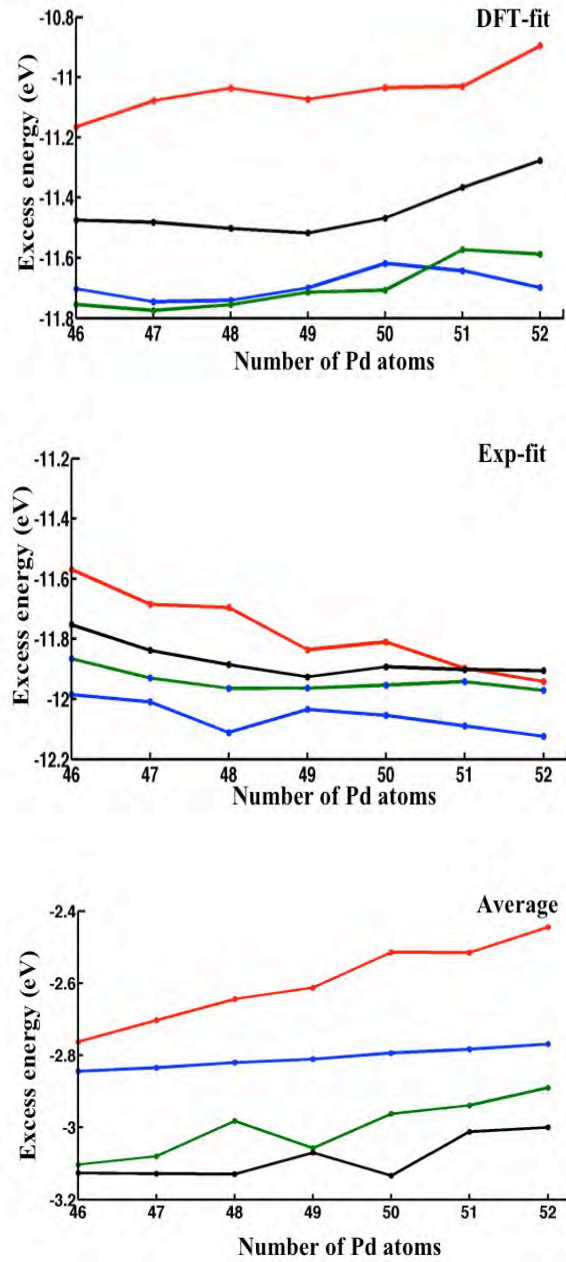 DFT-fit
Excess energy (eV)
-10.8
-11
-11.2
-11.4
-11.6
-11.8
46 47 48 49 50 51 52
Number of Pd atoms
Exp-fit
Excess energy (eV)
-11.2
-11.4
-11.6
-11.8
-12
-12.2
46 47 48 49 50 51 52
Number of Pd atoms
Average
Excess energy (eV)
-2.4
-2.6
-2.8
-3
-3.2
46 47 48 49 50 51 52
Number of Pd atoms